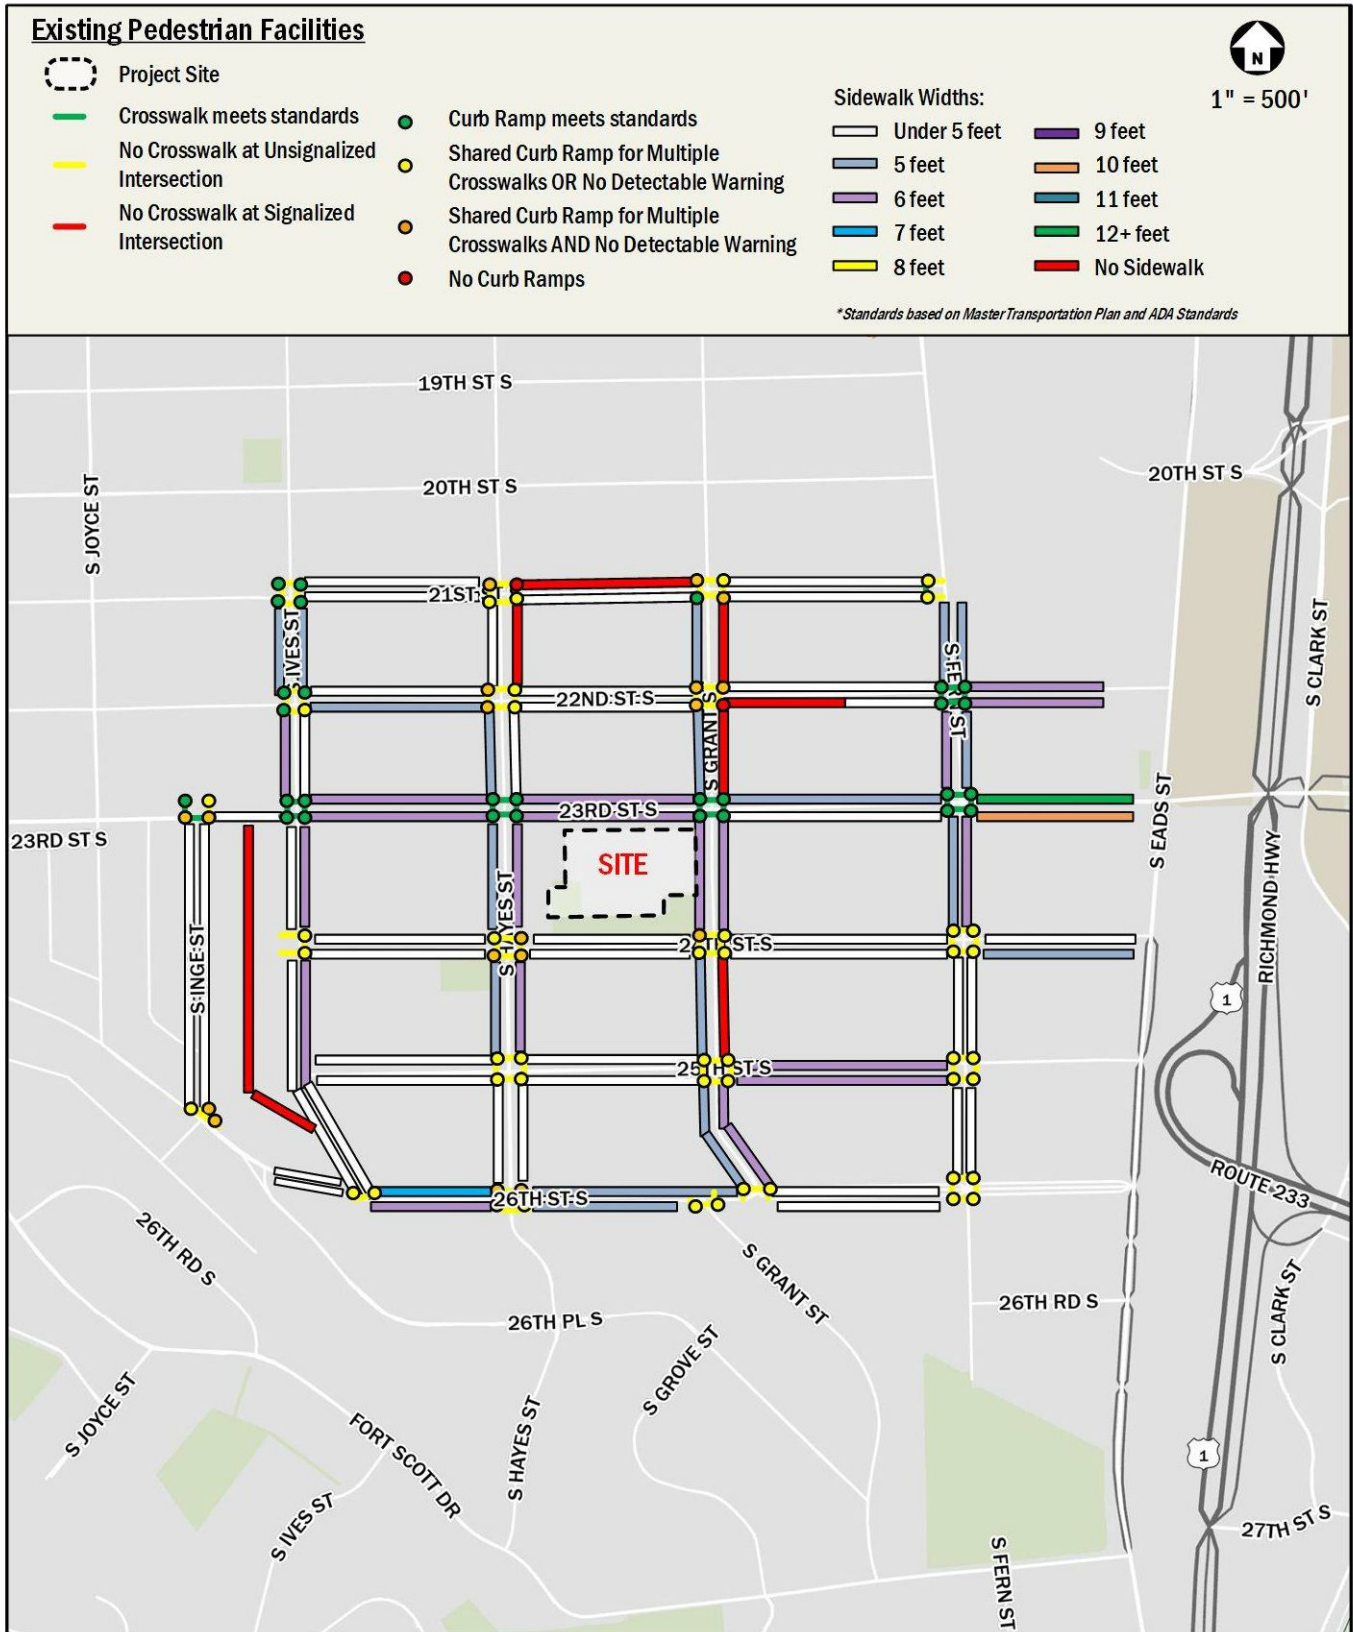 Existing Pedestrian Facilities
Project Site
Crosswalk meets standards
No Crosswalk at Unsignalized
Intersection
No Crosswalk at Signalized
Intersection
Curb Ramp meets standards
Shared Curb Ramp for Multiple
Crosswalks OR No Detectable Warning
Shared Curb Ramp for Multiple
Crosswalks AND No Detectable Warning
No Curb Ramps
Sidewalk Widths:
Under 5 feet
5 feet
6 feet
7 feet
8 feet
9 feet
10 feet
11 feet
12+ feet
No Sidewalk
N
1" = 500'
*Standards based on Master Transportation Plan and ADA Standards
19TH ST S
20TH ST S
20TH ST S
S JOYCE ST
21ST
S IVES ST
S CLARK ST
22ND ST S
S GRANT S
ST
23RD ST S
23RD ST S
S EADS ST
SITE
RICHMOND HWY
S HAYES ST
S INGE ST
ST S
1
25TH ST S
26TH ST S
ROUTE 233
26TH RD S
S GRANT ST
26TH RD S
S CLARK ST
26TH PL S
S GROVE ST
S JOYCE ST
S HAYES ST
FORT SCOTT DR
1
S IVES ST
27TH ST S
S FERN ST